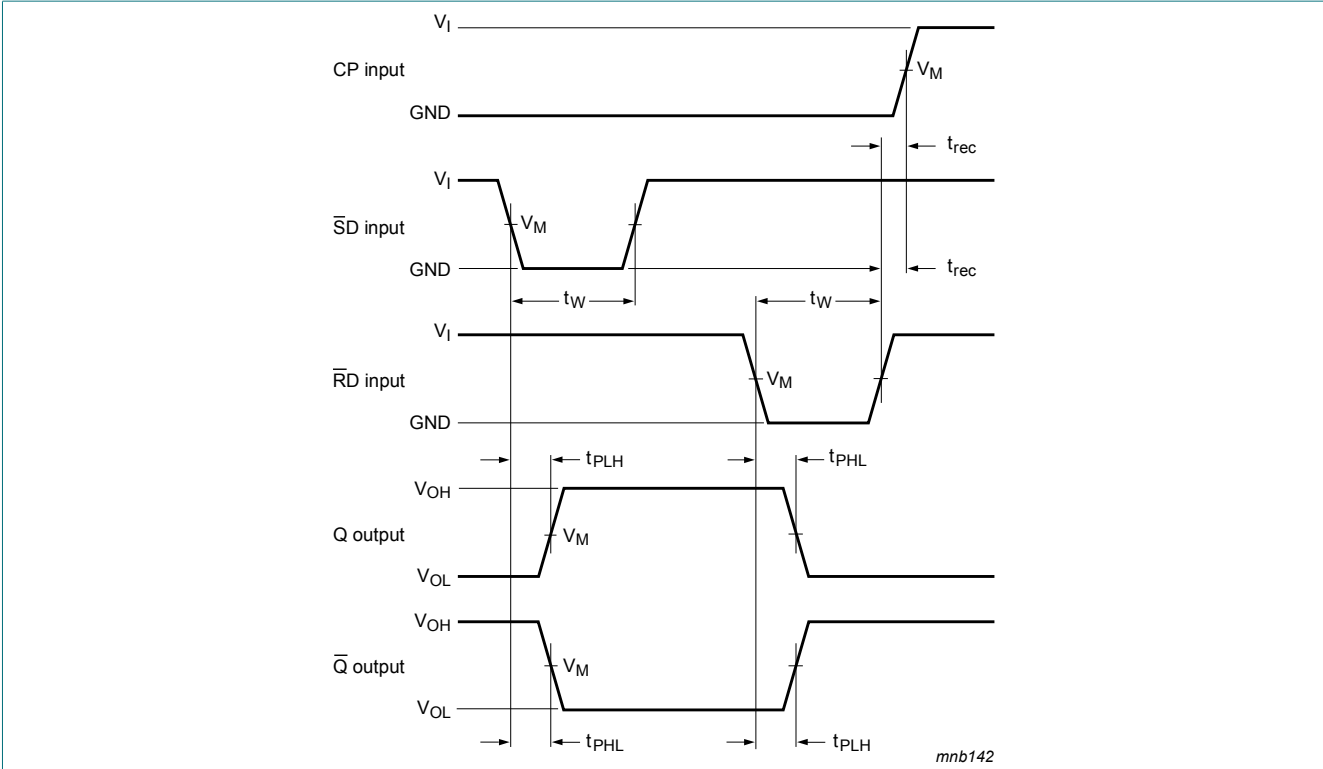 V_I
CP input
V_M
GND
t_rec
V_I
S̅D input
V_M
GND
t_rec
t_W
t_W
V_I
R̅D input
V_M
GND
t_PLH
t_PHL
V_OH
Q output
V_M
V_OL
V_OH
Q̅ output
V_M
V_OL
t_PHL
t_PLH
mnb142